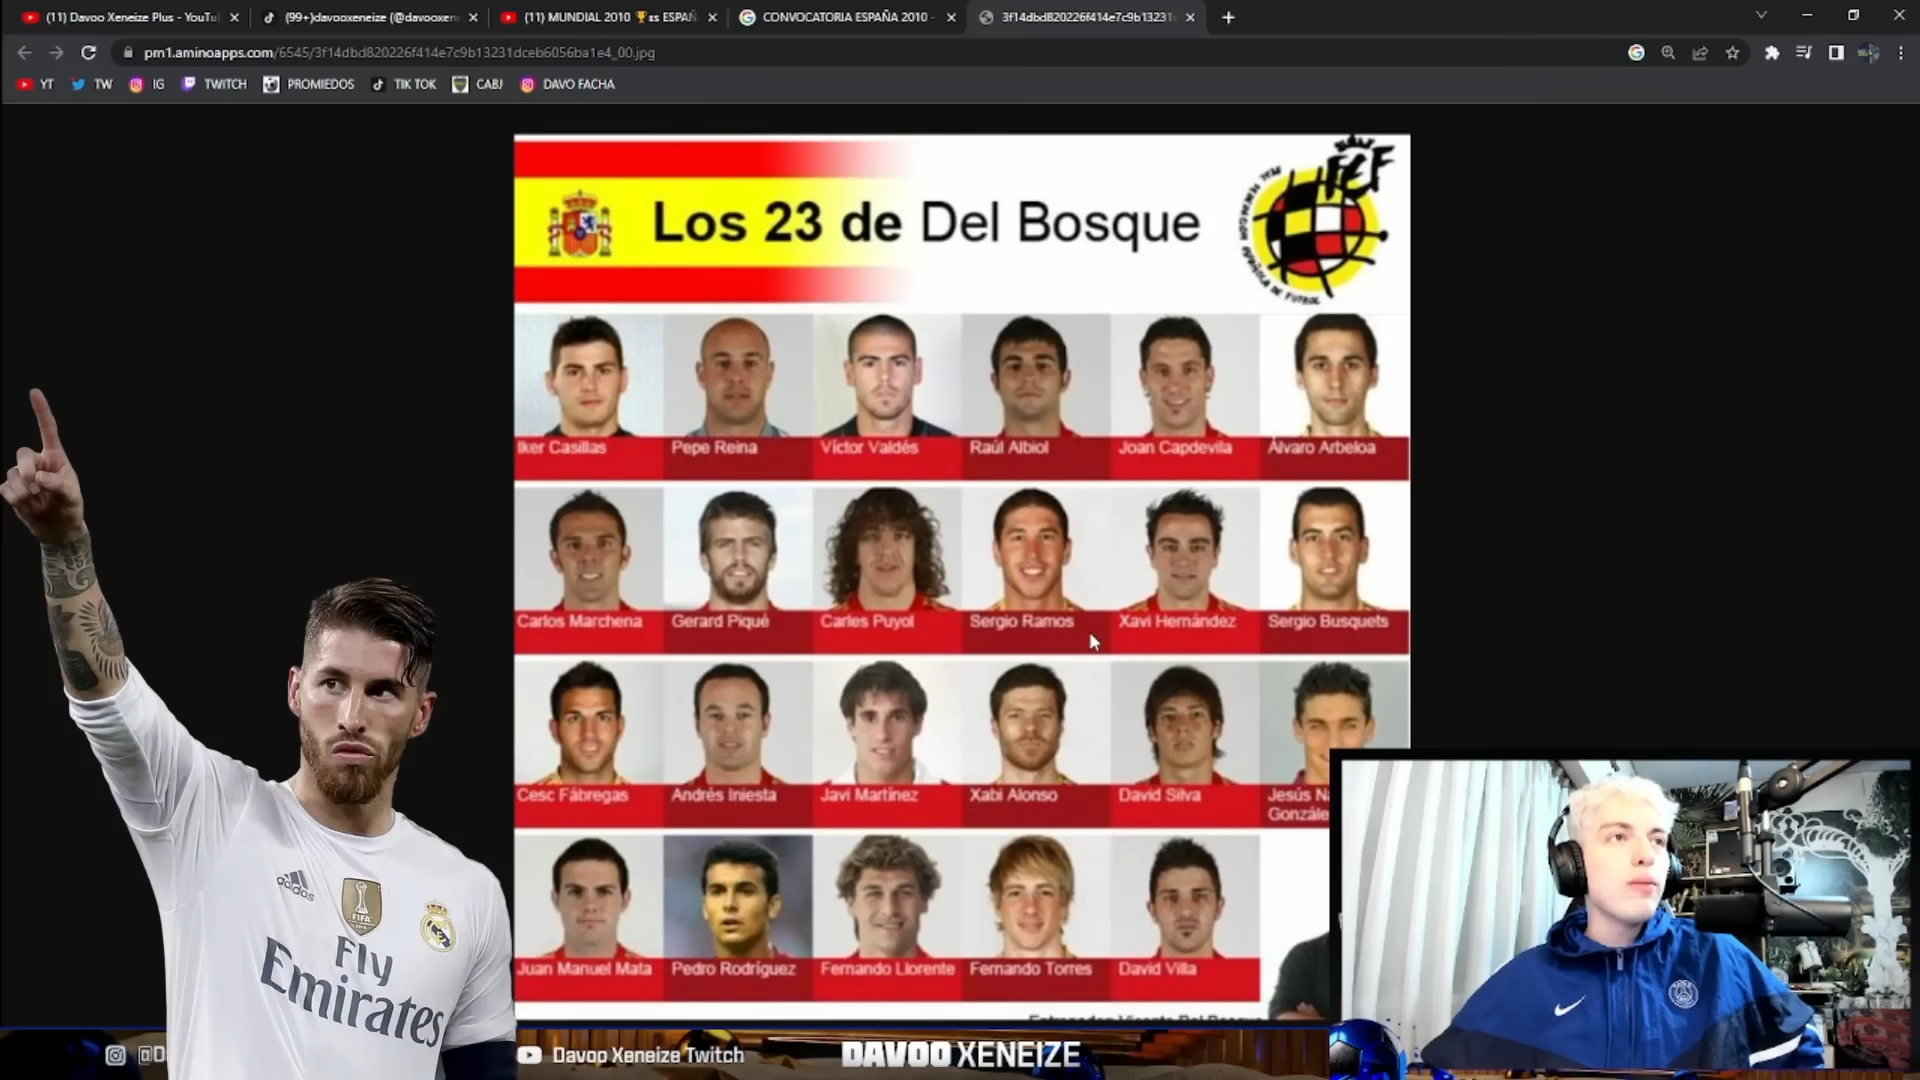 (11) Davoo Xeneize Plus - YouTu
(99+)davooxeneize (@davooxen
(11) MUNDIAL 2010 🏆 ES ESPAÑ
CONVOCATORIA ESPAÑA 2010 -
3f14dbd820226f414e7c9b13231
pm1.aminoapps.com/6545/3f14dbd820226f414e7c9b13231dceb6056ba1e4_00.jpg
YT TW IG TWITCH PROMIEDOS TIK TOK CABJ DAVO FACHA
Los 23 de Del Bosque
Iker Casillas Pepe Reina Víctor Valdés Raúl Albiol Joan Capdevila Álvaro Arbeloa
Carlos Marchena Gerard Piqué Carles Puyol Sergio Ramos Xavi Hernández Sergio Busquets
Cesc Fábregas Andrés Iniesta Javi Martínez Xabi Alonso David Silva Jesús N
Gonzále
Juan Manuel Mata Pedro Rodríguez Fernando Llorente Fernando Torres David Villa
adidas
FIFA
Fly
Emirates
@D
Davoo Xeneize Twitch
DAVOO XENEIZE